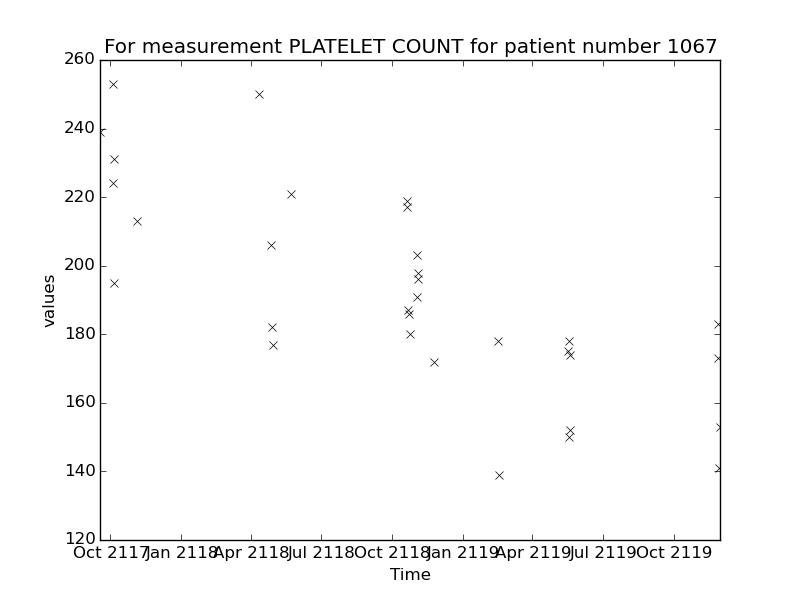 For measurement PLATELET COUNT for patient number 1067
260
240
220
200
180
160
140
120
values
Oct 2117 Jan 2118 Apr 2118 Jul 2118 Oct 2118 Jan 2119 Apr 2119 Jul 2119 Oct 2119
Time